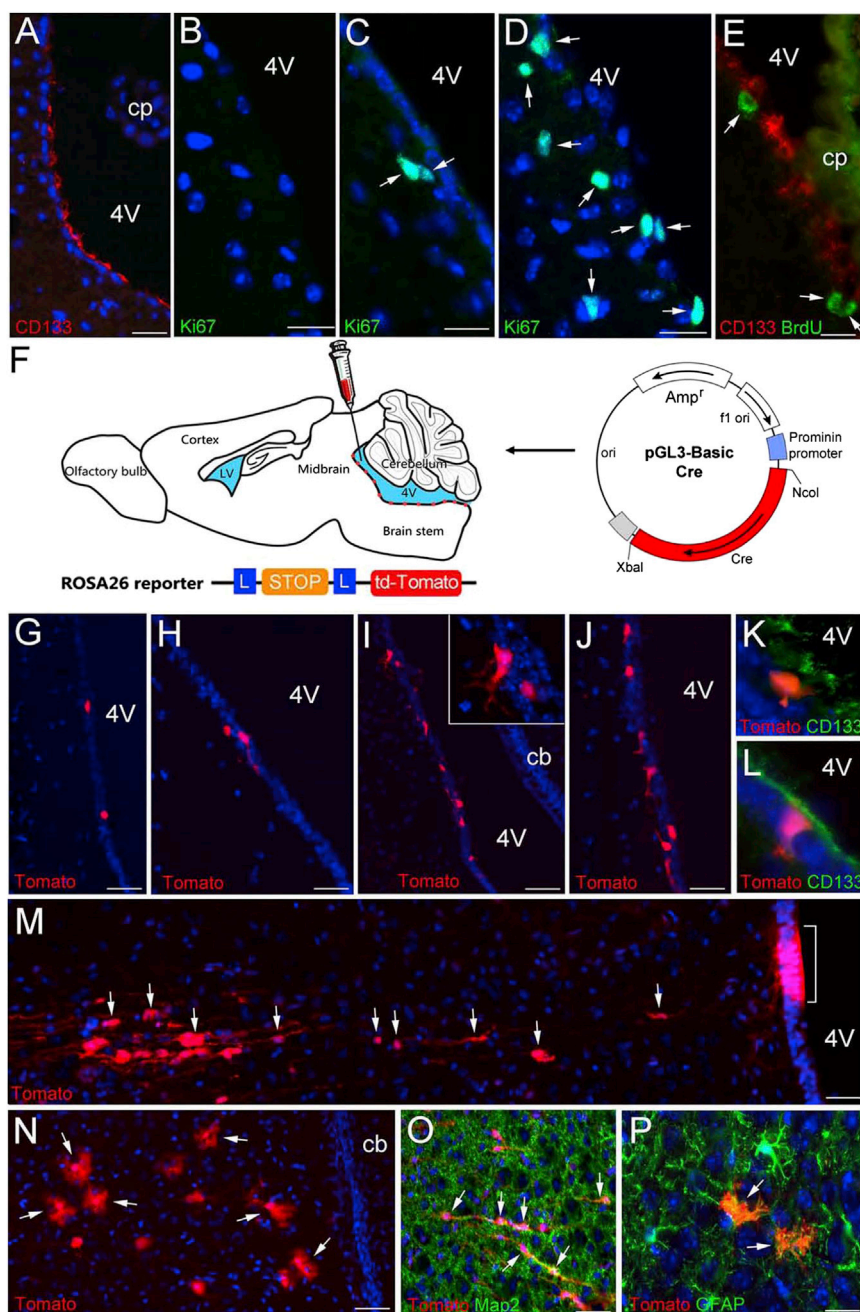 A
cp
4V
CD133
B
4V
Ki67
C
4V
Ki67
D
4V
Ki67
E
4V
cp
CD133 BrdU
F
Cortex
Olfactory bulb
LV
Midbrain
Cerebellum
4V
Brain stem
ROSA26 reporter
L STOP L td-Tomato
Ampr
f1 ori
ori
pGL3-Basic
Cre
Prominin
promoter
NcoI
Cre
XbaI
G
4V
Tomato
H
4V
Tomato
I
cb
4V
Tomato
J
4V
Tomato
K
4V
Tomato CD133
L
4V
Tomato CD133
M
4V
Tomato
N
cb
Tomato
O
Tomato Map2
P
Tomato GFAP